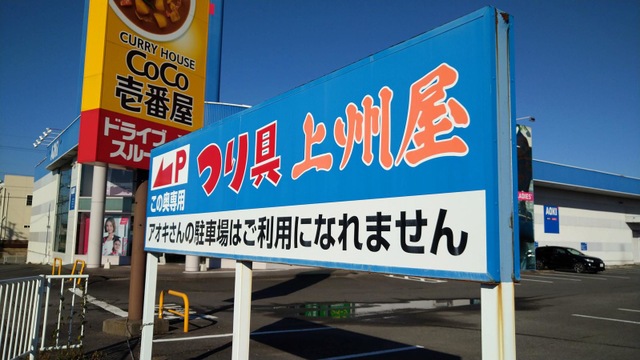 CURRY HOUSE
CoCo
壱番屋
ドライブ
スルー
P
この奥専用
つり具 上州屋
アオキさんの駐車場はご利用になれません
AOKI
LADIES